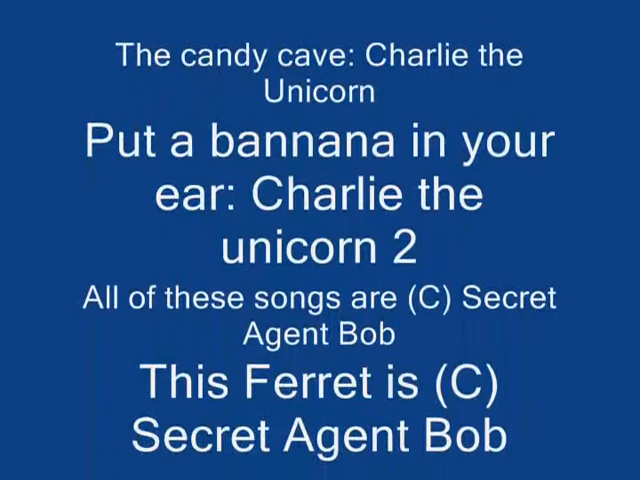 The candy cave: Charlie the
Unicorn
Put a bannana in your
ear: Charlie the
unicorn 2
All of these songs are (C) Secret
Agent Bob
This Ferret is (C)
Secret Agent Bob